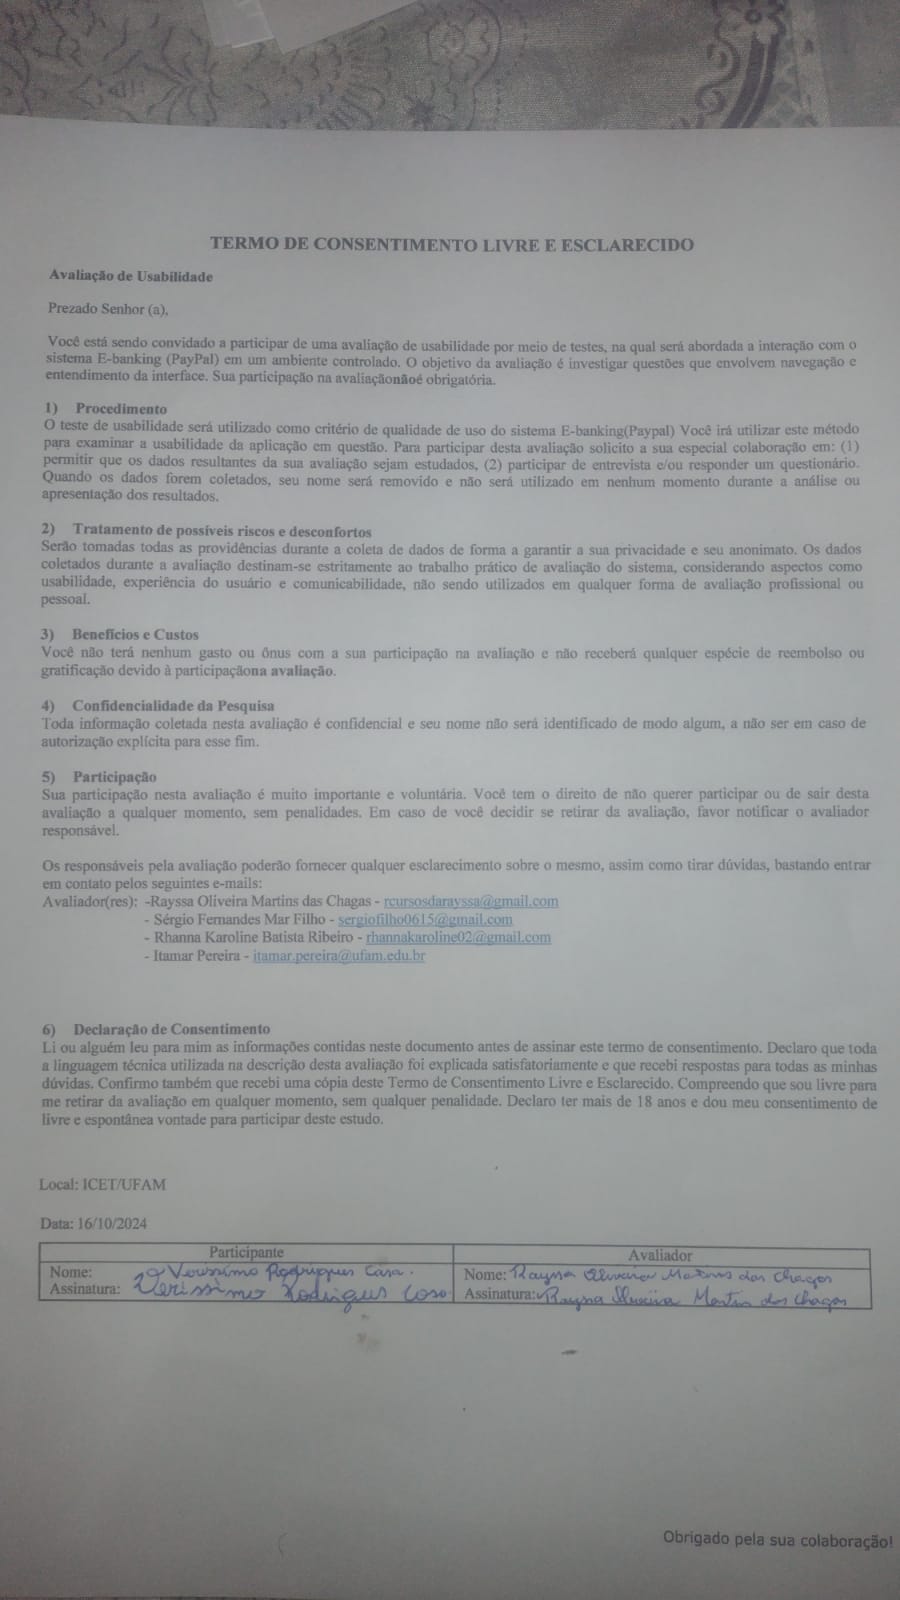 TERMO DE CONSENTIMENTO LIVRE E ESCLARECIDO
Avaliação de Usabilidade
Prezado Senhor (a),
Você está sendo convidado a participar de uma avaliação de usabilidade por meio de testes, na qual será abordada a interação com o
sistema E-banking (PayPal) em um ambiente controlado. O objetivo da avaliação é investigar questões que envolvem navegação e
entendimento da interface. Sua participação na avaliaçãonãoé obrigatória.
1) Procedimento
O teste de usabilidade será utilizado como critério de qualidade de uso do sistema E-banking(Paypal) Você irá utilizar este método
para examinar a usabilidade da aplicação em questão. Para participar desta avaliação solicito a sua especial colaboração em: (1)
permitir que os dados resultantes da sua avaliação sejam estudados, (2) participar de entrevista e/ou responder um questionário.
Quando os dados forem coletados, seu nome será removido e não será utilizado em nenhum momento durante a análise ou
apresentação dos resultados.
2) Tratamento de possíveis riscos e desconfortos
Serão tomadas todas as providências durante a coleta de dados de forma a garantir a sua privacidade e seu anonimato. Os dados
coletados durante a avaliação destinam-se estritamente ao trabalho prático de avaliação do sistema, considerando aspectos como
usabilidade, experiência do usuário e comunicabilidade, não sendo utilizados em qualquer forma de avaliação profissional ou
pessoal.
3) Benefícios e Custos
Você não terá nenhum gasto ou ônus com a sua participação na avaliação e não receberá qualquer espécie de reembolso ou
gratificação devido à participaçãona avaliação.
4) Confidencialidade da Pesquisa
Toda informação coletada nesta avaliação é confidencial e seu nome não será identificado de modo algum, a não ser em caso de
autorização explícita para esse fim.
5) Participação
Sua participação nesta avaliação é muito importante e voluntária. Você tem o direito de não querer participar ou de sair desta
avaliação a qualquer momento, sem penalidades. Em caso de você decidir se retirar da avaliação, favor notificar o avaliador
responsável.
Os responsáveis pela avaliação poderão fornecer qualquer esclarecimento sobre o mesmo, assim como tirar dúvidas, bastando entrar
em contato pelos seguintes e-mails:
Avaliador(res): -Rayssa Oliveira Martins das Chagas - rcursosdarayssa@gmail.com
- Sérgio Fernandes Mar Filho - sergiofilho0615@gmail.com
- Rhanna Karoline Batista Ribeiro - rhannakaroline02@gmail.com
- Itamar Pereira - itamar.pereira@ufam.edu.br
6) Declaração de Consentimento
Li ou alguém leu para mim as informações contidas neste documento antes de assinar este termo de consentimento. Declaro que toda
a linguagem técnica utilizada na descrição desta avaliação foi explicada satisfatoriamente e que recebi respostas para todas as minhas
dúvidas. Confirmo também que recebi uma cópia deste Termo de Consentimento Livre e Esclarecido. Compreendo que sou livre para
me retirar da avaliação em qualquer momento, sem qualquer penalidade. Declaro ter mais de 18 anos e dou meu consentimento de
livre e espontânea vontade para participar deste estudo.
Local: ICET/UFAM
Data: 16/10/2024
Participante Avaliador
Nome: Verissimo Rodrigues Nome: Rayssa Oliveira Martins das Chagas
Assinatura: Verissimo Rodrigues Assinatura: Rayssa Oliveira Martins das Chagas
Obrigado pela sua colaboração!